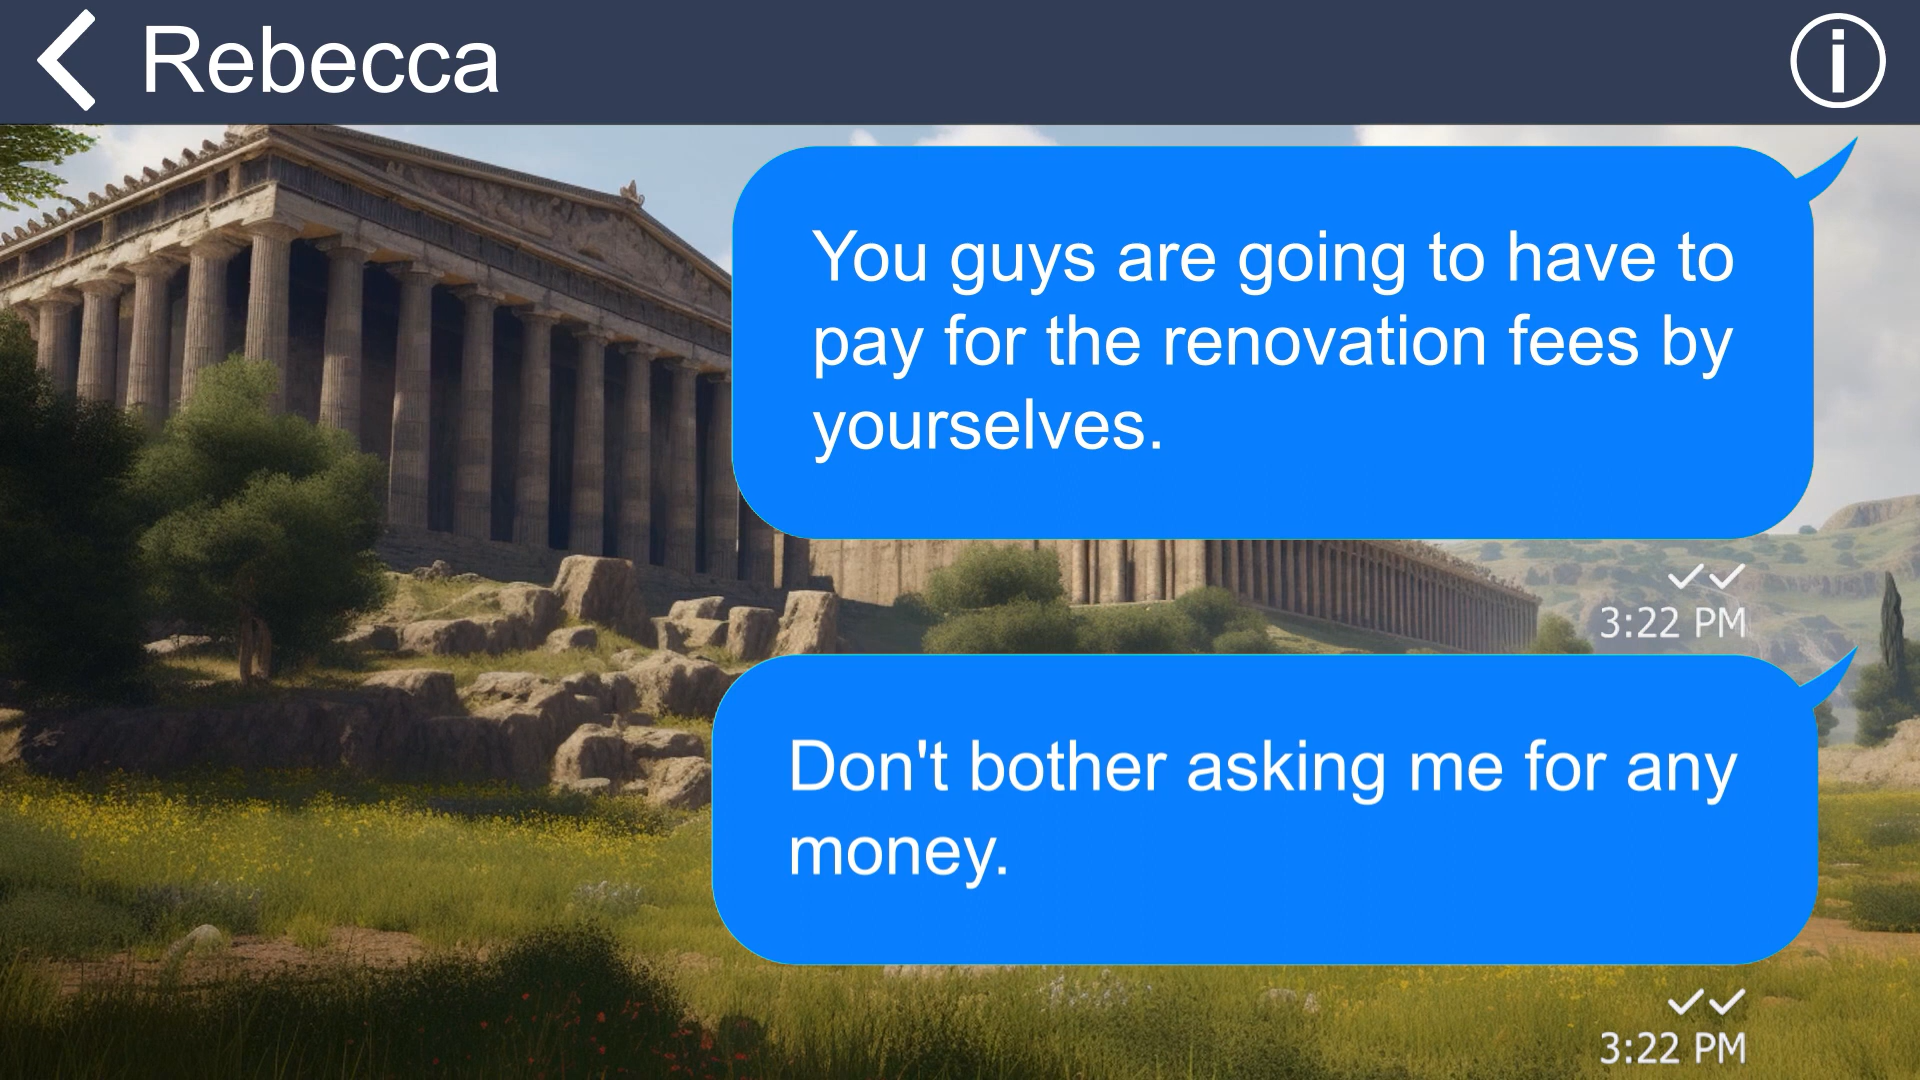 Rebecca
You guys are going to have to
pay for the renovation fees by
yourselves.
3:22 PM
Don't bother asking me for any
money.
3:22 PM